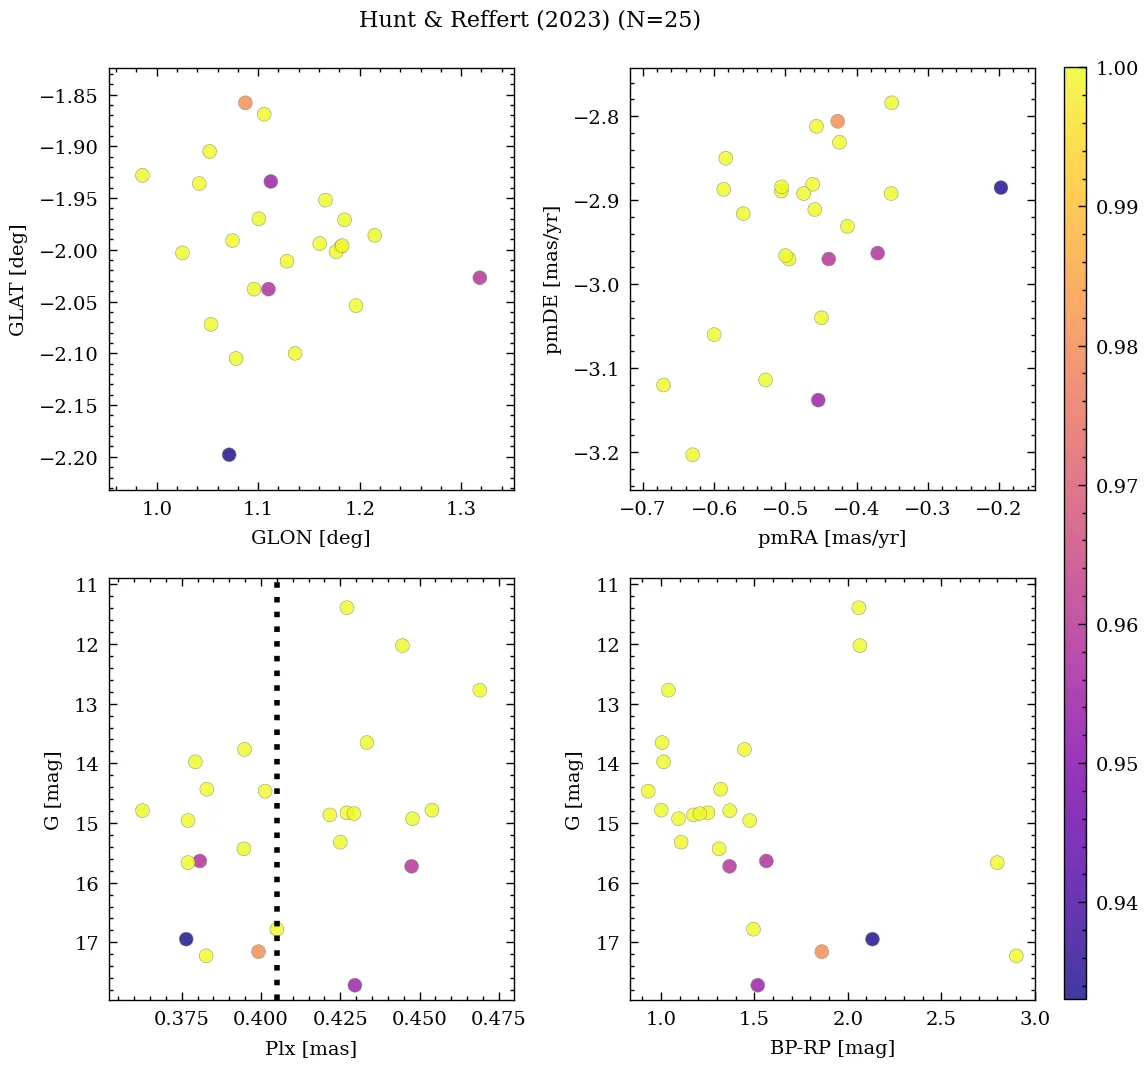 Hunt & Reffert (2023) (N=25)
GLAT [deg]
−1.85
−1.90
−1.95
−2.00
−2.05
−2.10
−2.15
−2.20
1.0 1.1 1.2 1.3
GLON [deg]
pmDE [mas/yr]
−2.8
−2.9
−3.0
−3.1
−3.2
−0.7 −0.6 −0.5 −0.4 −0.3 −0.2
pmRA [mas/yr]
G [mag]
11
12
13
14
15
16
17
0.375 0.400 0.425 0.450 0.475
Plx [mas]
G [mag]
11
12
13
14
15
16
17
1.0 1.5 2.0 2.5 3.0
BP-RP [mag]
1.00
0.99
0.98
0.97
0.96
0.95
0.94